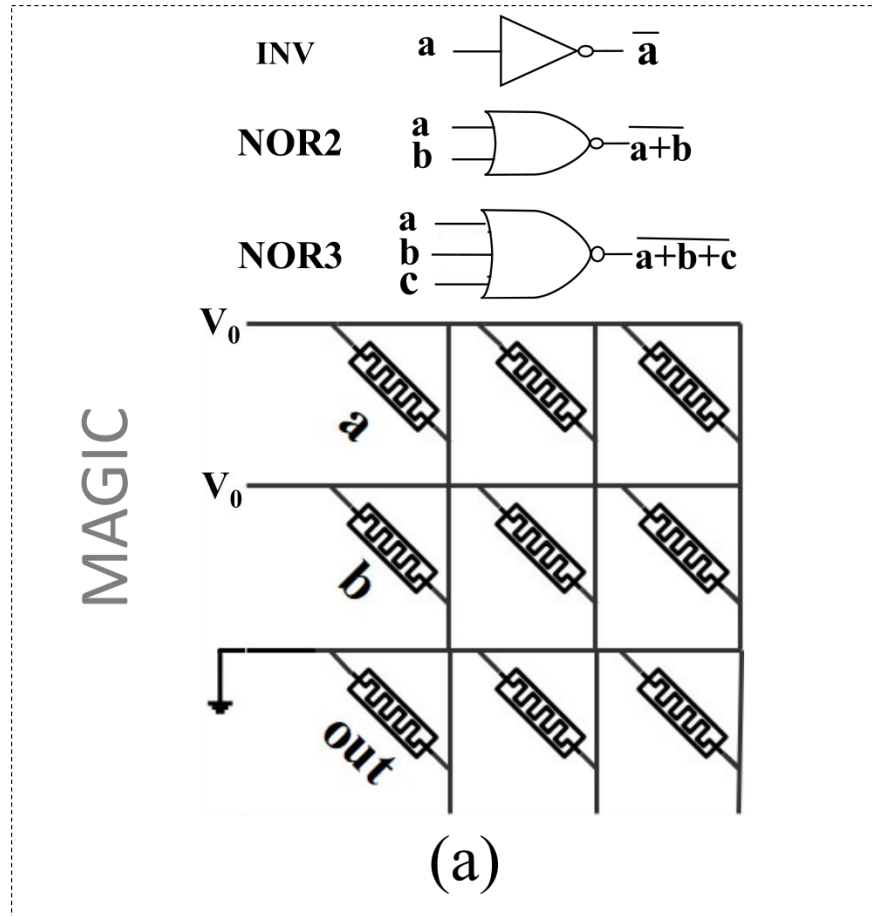 INV a a̅
NOR2 a b a̅+̅b̅
NOR3 a b c a̅+̅b̅+̅c̅
V₀
a
V₀
b
out
MAGIC
(a)